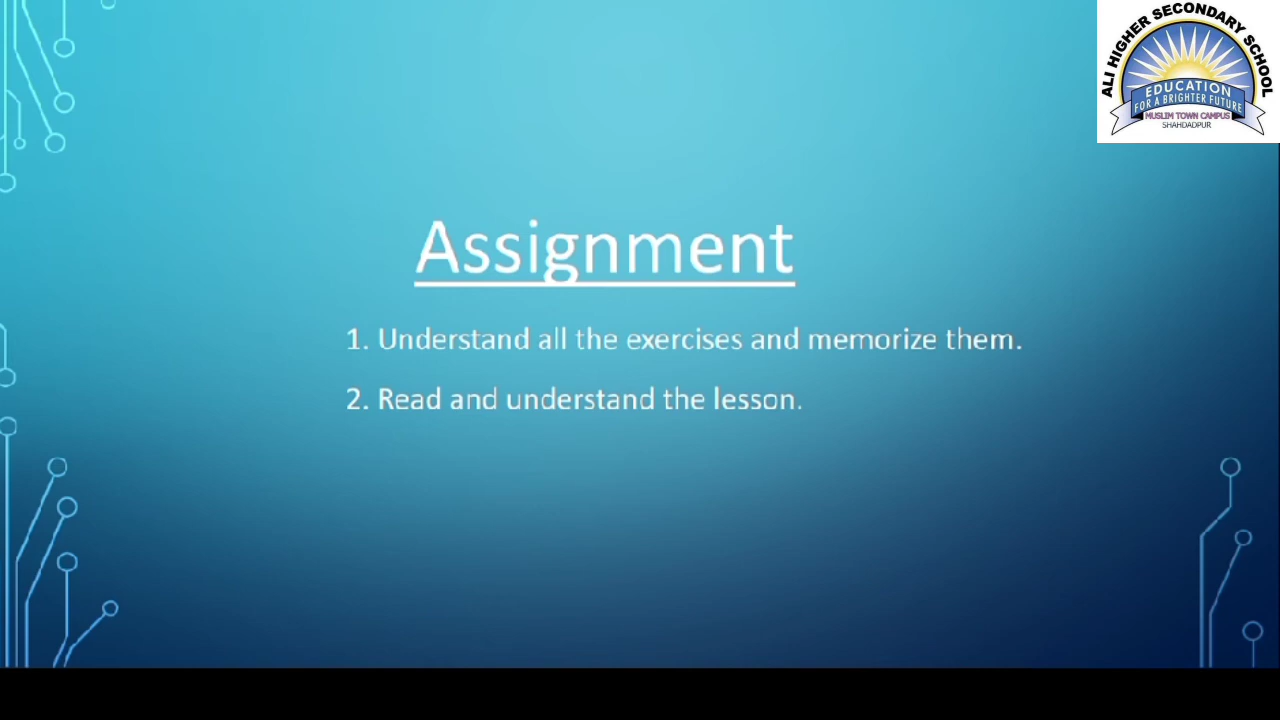 ALI HIGHER SECONDARY SCHOOL
EDUCATION
FOR A BRIGHTER FUTURE
MUSLIM TOWN CAMPUS
SHAHDADPUR
Assignment
1. Understand all the exercises and memorize them.
2. Read and understand the lesson.